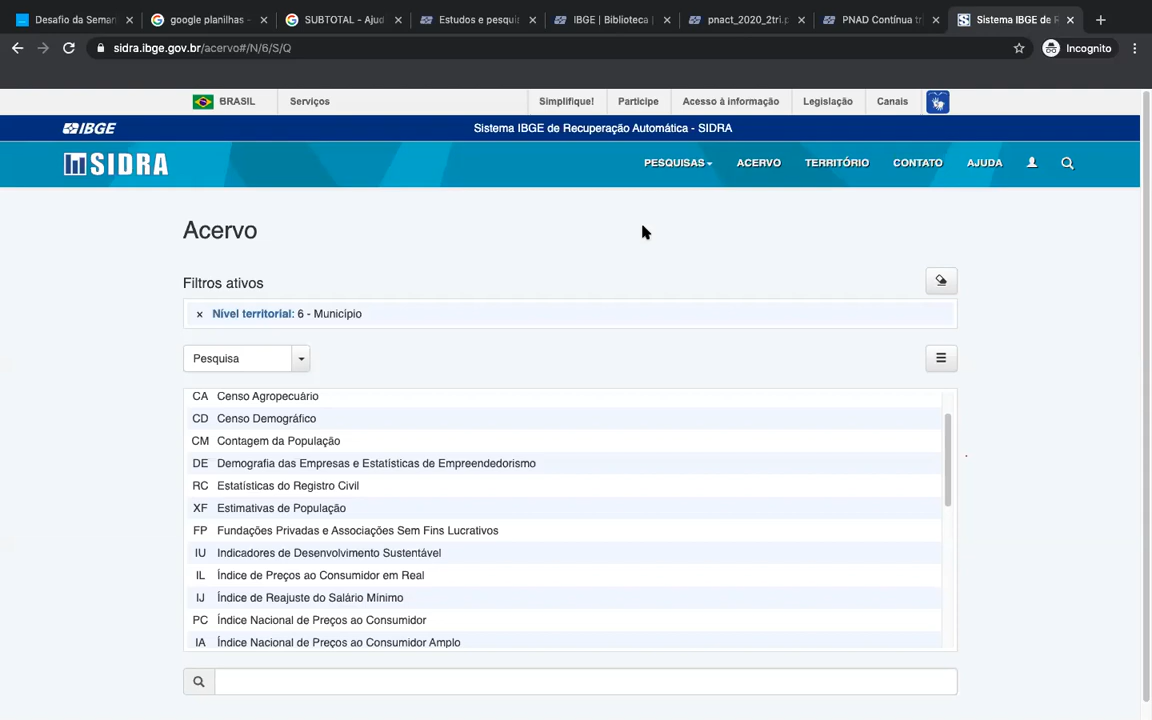 Desafio da Seman
google planilhas -
SUBTOTAL - Ajud
Estudos e pesqui
IBGE | Biblioteca |
pnact_2020_2tri.p
PNAD Contínua tr
Sistema IBGE de R
sidra.ibge.gov.br/acervo#/N/6/S/Q
Incognito
BRASIL
Serviços
Simplifique!
Participe
Acesso à informação
Legislação
Canais
IBGE
Sistema IBGE de Recuperação Automática - SIDRA
SIDRA
PESQUISAS
ACERVO
TERRITÓRIO
CONTATO
AJUDA
Acervo
Filtros ativos
× Nível territorial: 6 - Município
Pesquisa
CA Censo Agropecuário
CD Censo Demográfico
CM Contagem da População
DE Demografia das Empresas e Estatísticas de Empreendedorismo
RC Estatísticas do Registro Civil
XF Estimativas de População
FP Fundações Privadas e Associações Sem Fins Lucrativos
IU Indicadores de Desenvolvimento Sustentável
IL Índice de Preços ao Consumidor em Real
IJ Índice de Reajuste do Salário Mínimo
PC Índice Nacional de Preços ao Consumidor
IA Índice Nacional de Preços ao Consumidor Amplo